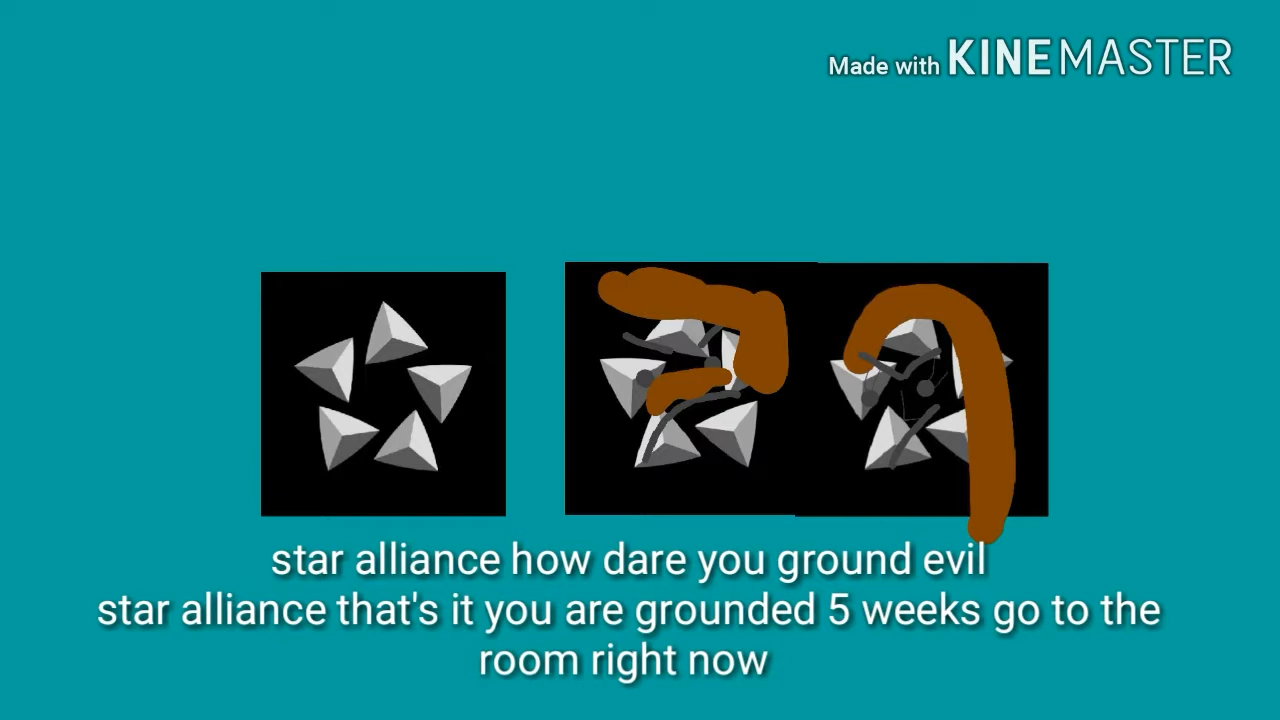 Made with KINEMASTER
star alliance how dare you ground evil
star alliance that's it you are grounded 5 weeks go to the
room right now